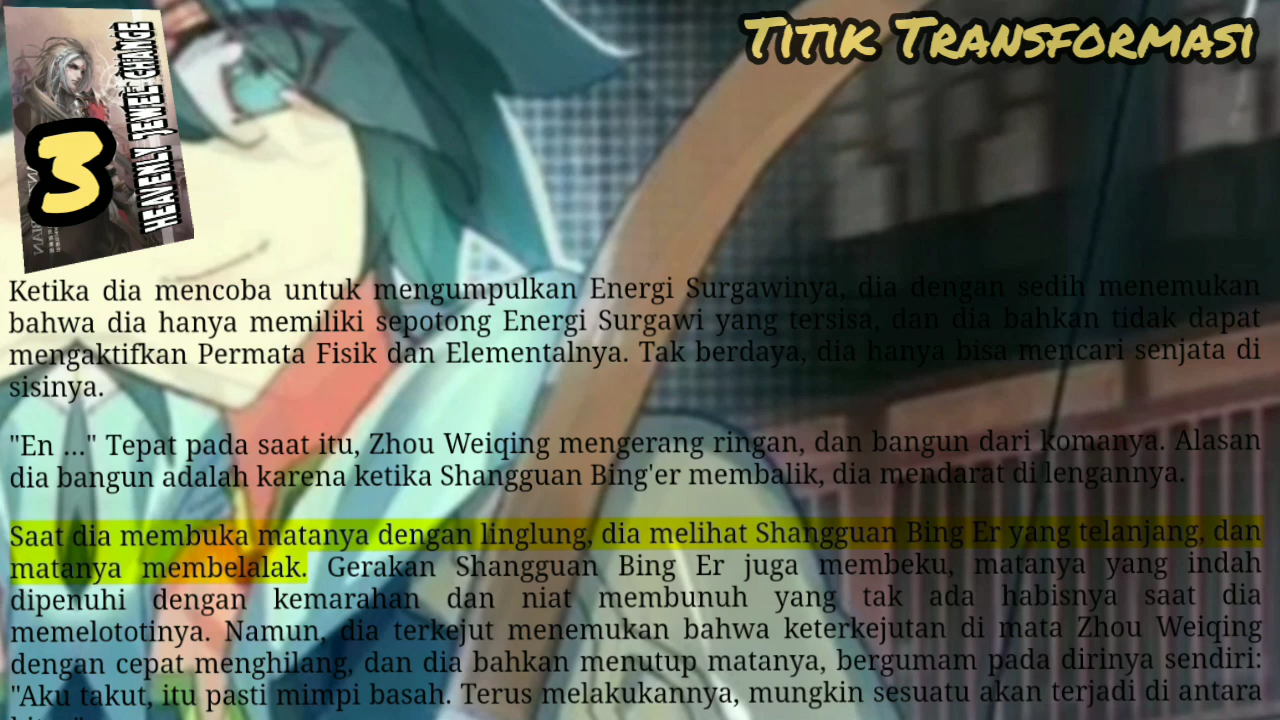 Titik Transformasi
3
HEAVENLY JEWEL CHANGE
Ketika dia mencoba untuk mengumpulkan Energi Surgawinya, dia dengan sedih menemukan
bahwa dia hanya memiliki sepotong Energi Surgawi yang tersisa, dan dia bahkan tidak dapat
mengaktifkan Permata Fisik dan Elementalnya. Tak berdaya, dia hanya bisa mencari senjata di
sisinya.
"En ..." Tepat pada saat itu, Zhou Weiqing mengerang ringan, dan bangun dari komanya. Alasan
dia bangun adalah karena ketika Shangguan Bing'er membalik, dia mendarat di lengannya.
Saat dia membuka matanya dengan linglung, dia melihat Shangguan Bing Er yang telanjang, dan
matanya membelalak. Gerakan Shangguan Bing Er juga membeku, matanya yang indah
dipenuhi dengan kemarahan dan niat membunuh yang tak ada habisnya saat dia
memelototinya. Namun, dia terkejut menemukan bahwa keterkejutan di mata Zhou Weiqing
dengan cepat menghilang, dan dia bahkan menutup matanya, bergumam pada dirinya sendiri:
"Aku takut, itu pasti mimpi basah. Terus melakukannya, mungkin sesuatu akan terjadi di antara